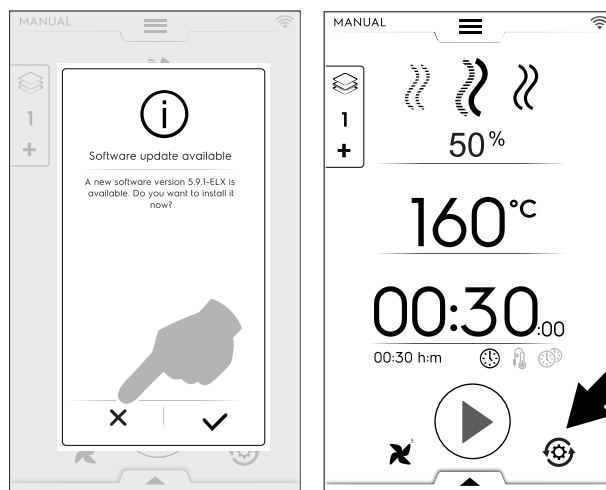 MANUAL
1
+
Software update available
A new software version 5.9.1-ELX is
available. Do you want to install it
now?
MANUAL
1
+
50%
160°C
00:30:00
00:30 h:m
5